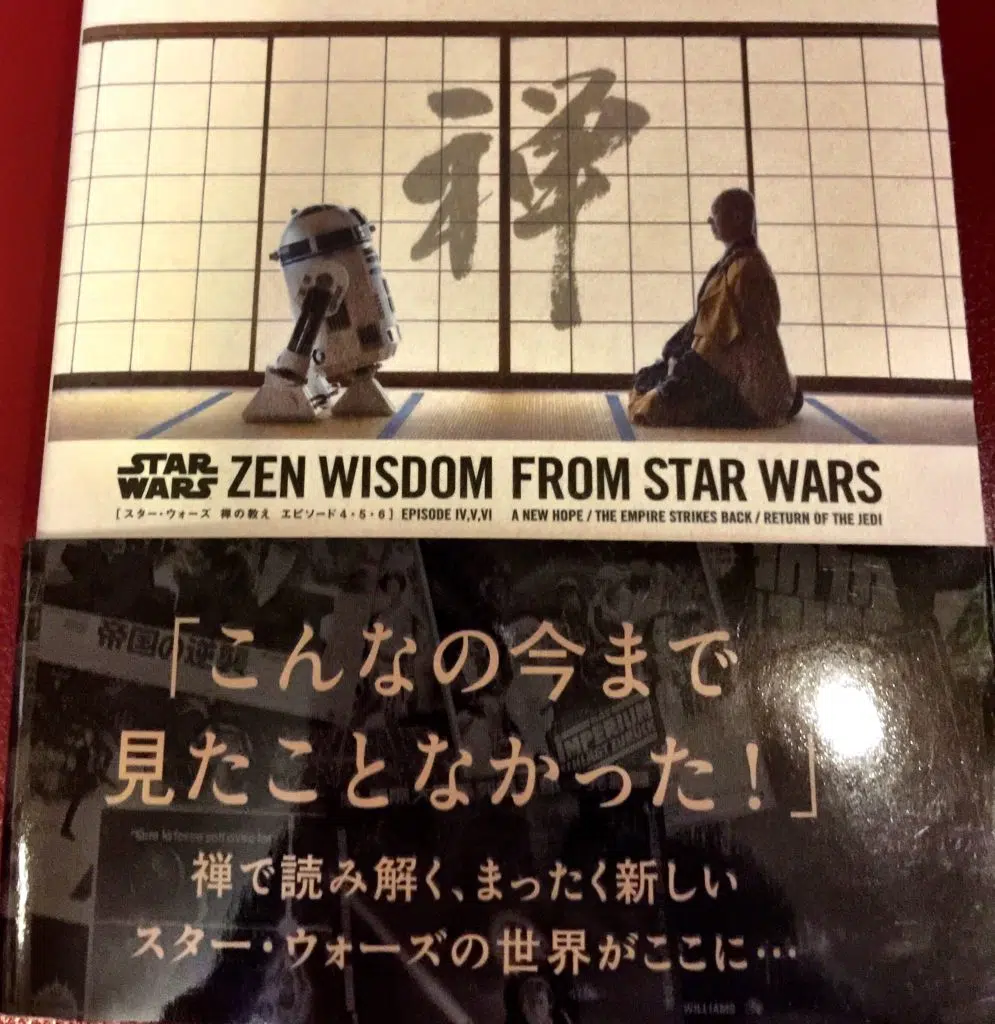 禅
STAR WARS ZEN WISDOM FROM STAR WARS
[スター・ウォーズ 禅の教え エピソード4・5・6] EPISODE IV,V,VI A NEW HOPE / THE EMPIRE STRIKES BACK / RETURN OF THE JEDI
帝国の逆襲
「こんなの今まで
見たことなかった！」
禅で読み解く、まったく新しい
スター・ウォーズの世界がここに…
WILLIAMS